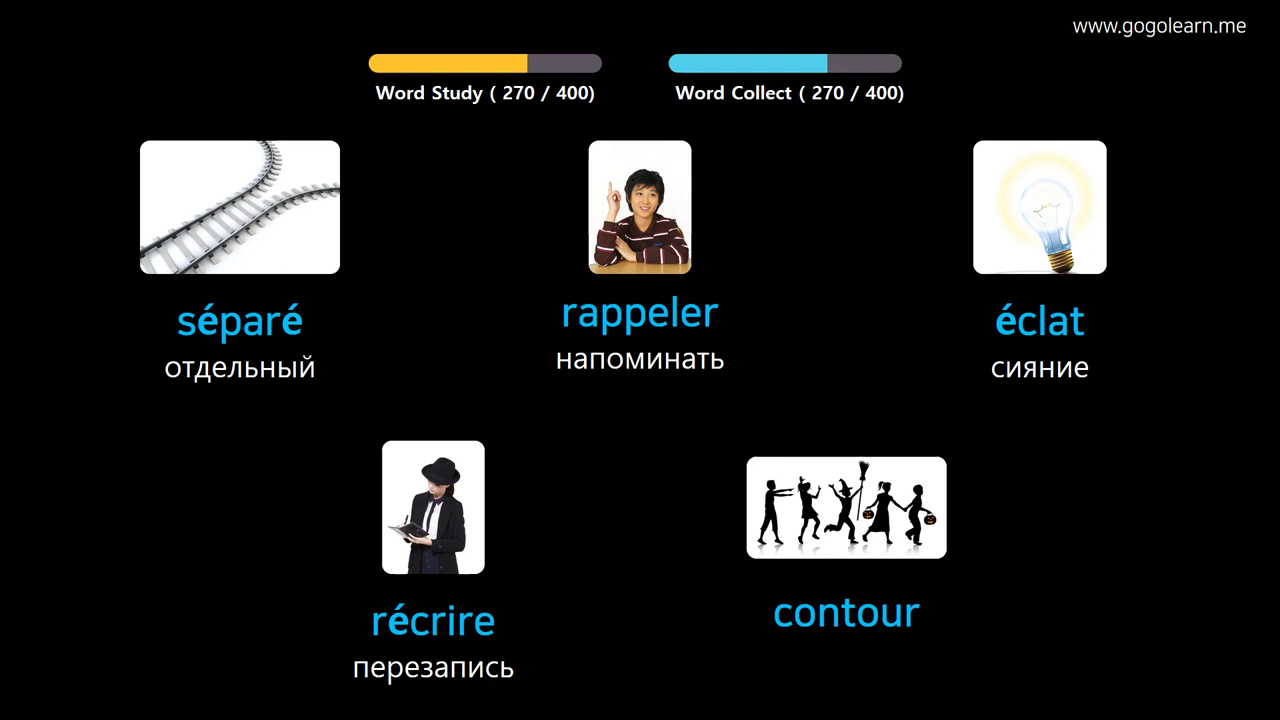 www.gogolearn.me
Word Study ( 270 / 400)
Word Collect ( 270 / 400)
séparé
отдельный
rappeler
напоминать
éclat
сияние
récrire
перезапись
contour